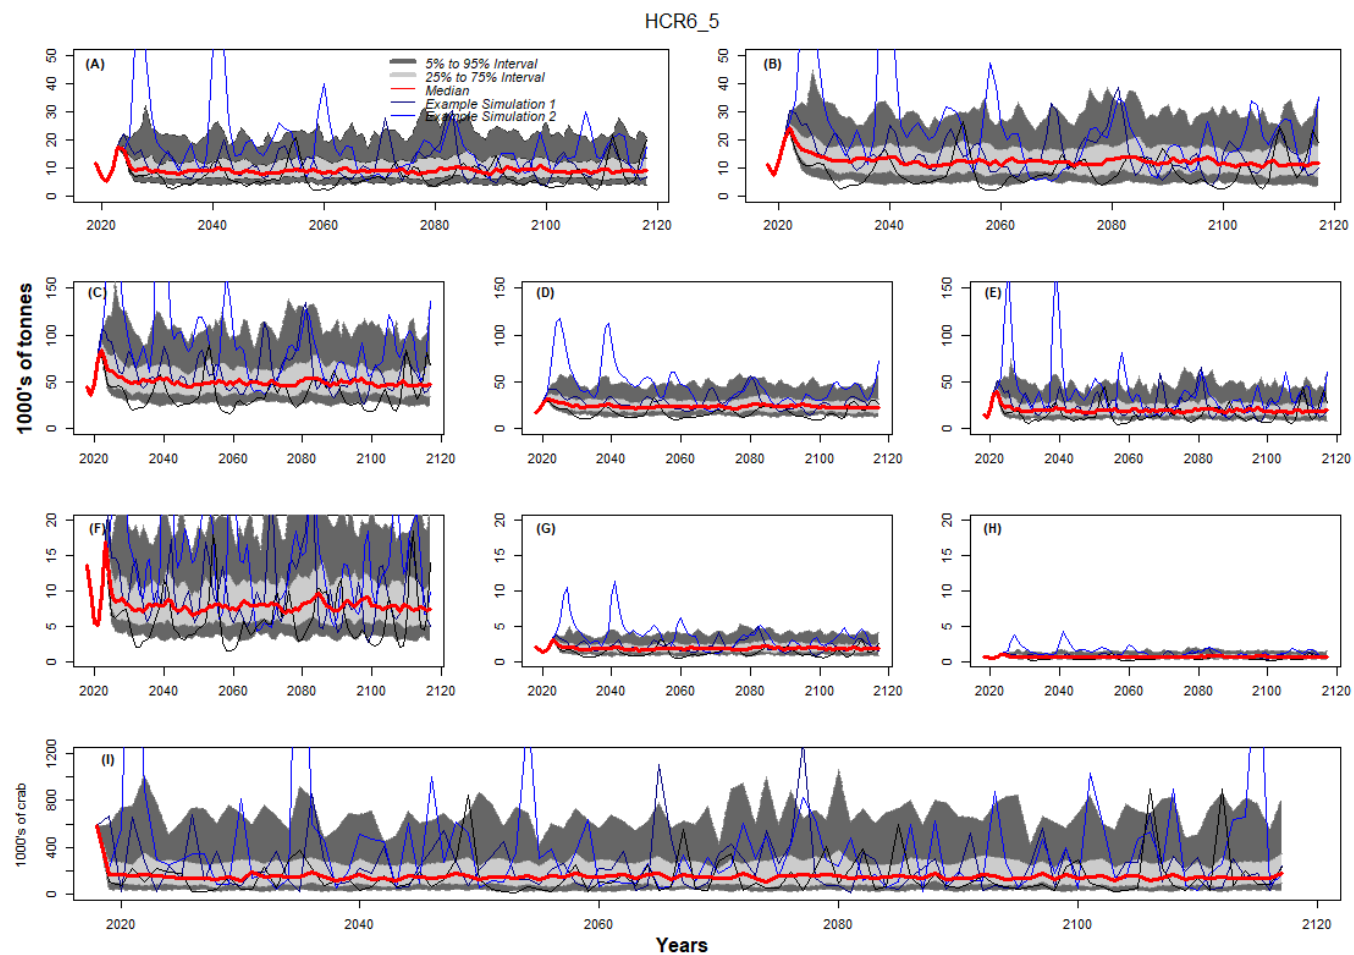 HCR6_5
(A)
5% to 95% Interval
25% to 75% Interval
Median
Example Simulation 1
Example Simulation 2
0 10 20 30 40 50
2020 2040 2060 2080 2100 2120
(B)
0 10 20 30 40 50
2020 2040 2060 2080 2100 2120
1000's of tonnes
(C)
0 50 100 150
2020 2040 2060 2080 2100 2120
(D)
0 50 100 150
2020 2040 2060 2080 2100 2120
(E)
0 50 100 150
2020 2040 2060 2080 2100 2120
(F)
0 5 10 15 20
2020 2040 2060 2080 2100 2120
(G)
0 5 10 15 20
2020 2040 2060 2080 2100 2120
(H)
0 5 10 15 20
2020 2040 2060 2080 2100 2120
1000's of crab
(I)
0 400 800 1200
2020 2040 2060 2080 2100 2120
Years